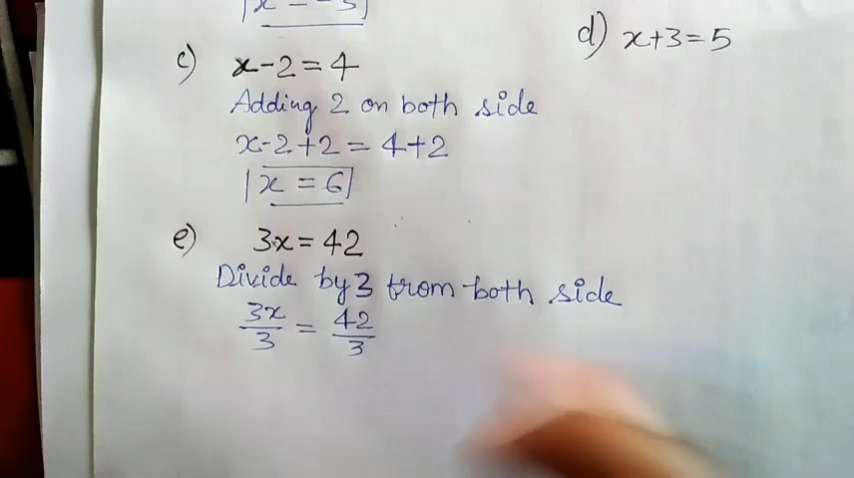 c) x-2=4
Adding 2 on both side
x-2+2=4+2
x=6
e) 3x=42
Divide by 3 from both side
3x/3 = 42/3
d) x+3=5